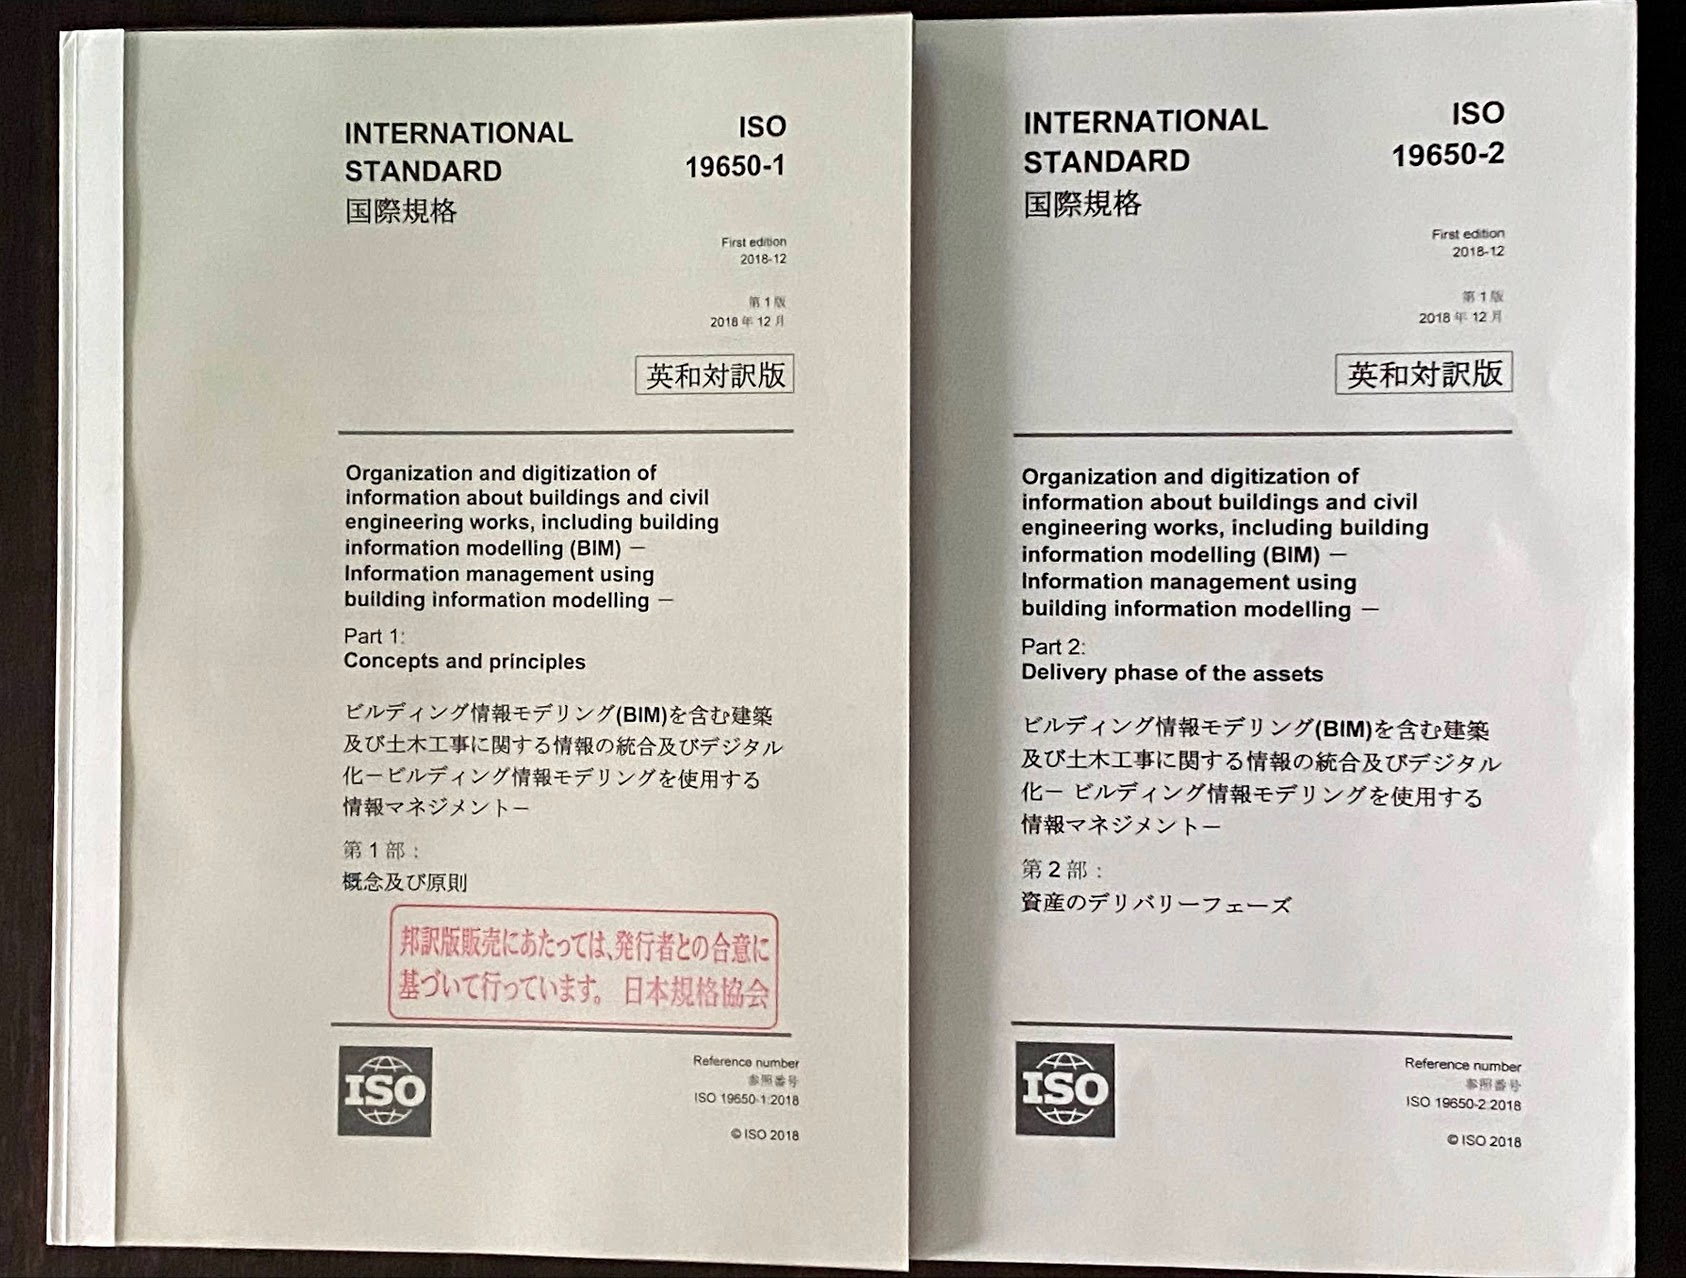 INTERNATIONAL
STANDARD
国際規格
ISO
19650-1
First edition
2018-12
第1版
2018年12月
英和対訳版
Organization and digitization of
information about buildings and civil
engineering works, including building
information modelling (BIM) —
Information management using
building information modelling —
Part 1:
Concepts and principles
ビルディング情報モデリング(BIM)を含む建築
及び土木工事に関する情報の統合及びデジタル
化－ビルディング情報モデリングを使用する
情報マネジメント－
第1部：
概念及び原則
邦訳版販売にあたっては、発行者との合意に
基づいて行っています。 日本規格協会
ISO
Reference number
参照番号
ISO 19650-1:2018
© ISO 2018
INTERNATIONAL
STANDARD
国際規格
ISO
19650-2
First edition
2018-12
第1版
2018年12月
英和対訳版
Organization and digitization of
information about buildings and civil
engineering works, including building
information modelling (BIM) —
Information management using
building information modelling —
Part 2:
Delivery phase of the assets
ビルディング情報モデリング(BIM)を含む建築
及び土木工事に関する情報の統合及びデジタル
化－ ビルディング情報モデリングを使用する
情報マネジメント－
第2部：
資産のデリバリーフェーズ
ISO
Reference number
参照番号
ISO 19650-2:2018
© ISO 2018